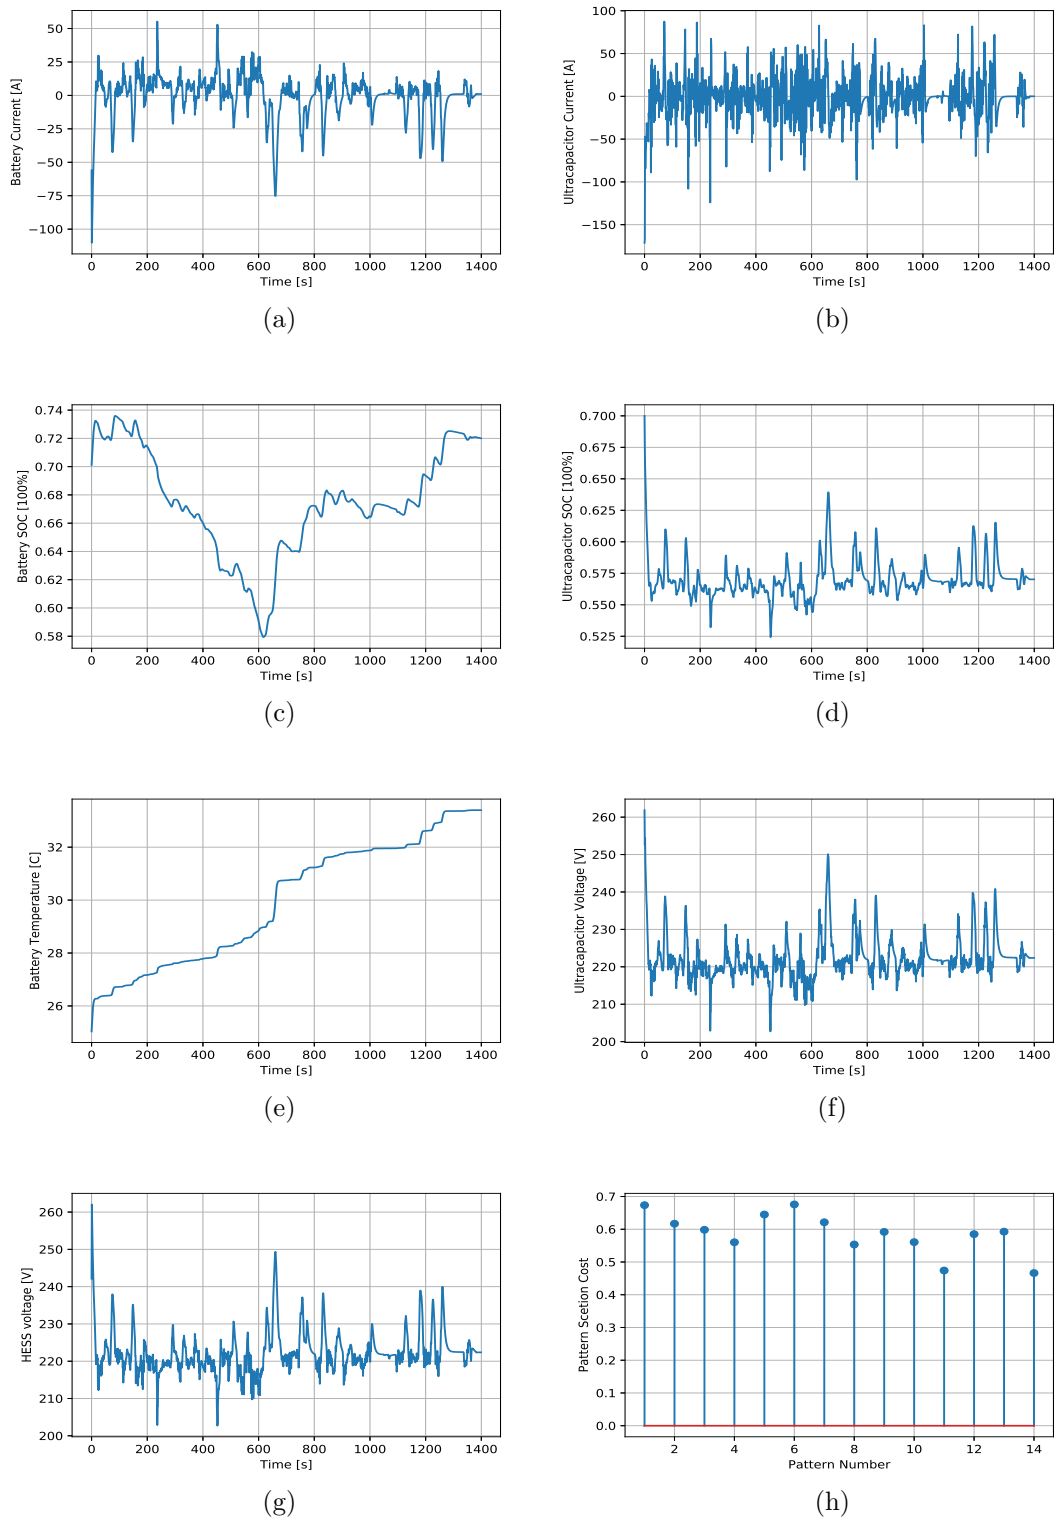 50
25
0
−25
−50
−75
−100
Battery Current [A]
0 200 400 600 800 1000 1200 1400
Time [s]
(a)
100
50
0
−50
−100
−150
Ultracapacitor Current [A]
0 200 400 600 800 1000 1200 1400
Time [s]
(b)
0.74
0.72
0.70
0.68
0.66
0.64
0.62
0.60
0.58
Battery SOC [100%]
0 200 400 600 800 1000 1200 1400
Time [s]
(c)
0.700
0.675
0.650
0.625
0.600
0.575
0.550
0.525
Ultracapacitor SOC [100%]
0 200 400 600 800 1000 1200 1400
Time [s]
(d)
32
30
28
26
Battery Temperature [C]
0 200 400 600 800 1000 1200 1400
Time [s]
(e)
260
250
240
230
220
210
200
Ultracapacitor Voltage [V]
0 200 400 600 800 1000 1200 1400
Time [s]
(f)
260
250
240
230
220
210
200
HESS voltage [V]
0 200 400 600 800 1000 1200 1400
Time [s]
(g)
0.7
0.6
0.5
0.4
0.3
0.2
0.1
0.0
Pattern Scetion Cost
2 4 6 8 10 12 14
Pattern Number
(h)